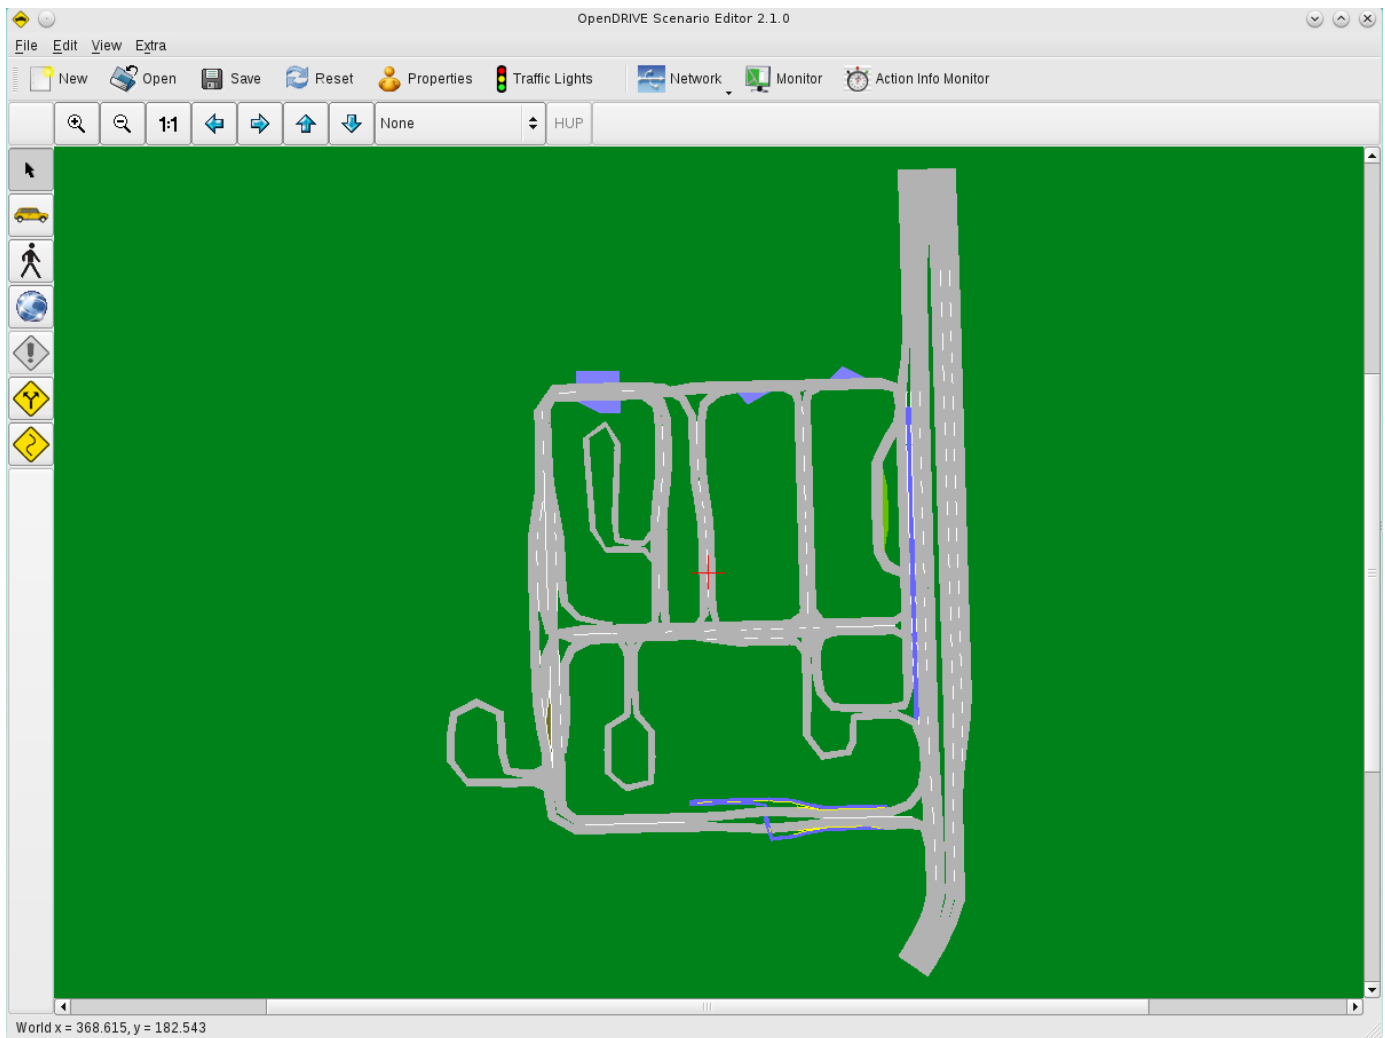 OpenDRIVE Scenario Editor 2.1.0
File Edit View Extra
New Open Save Reset Properties Traffic Lights Network Monitor Action Info Monitor
1:1 None HUP
World x = 368.615, y = 182.543